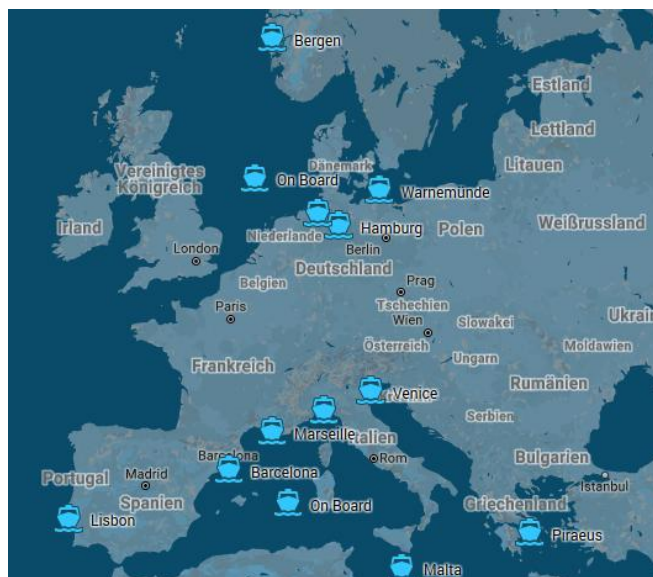 Bergen
Estland
Lettland
Dänemark
Litauen
Vereinigtes
Königreich
On Board
Warnemünde
Irland
Weißrussland
Hamburg
Polen
Niederlande
London
Berlin
Deutschland
Belgien
Prag
Tschechien
Paris
Wien
Slowakei
Ukrain
Österreich
Moldawien
Ungarn
Frankreich
Rumänien
Venice
Serbien
Marseille
Italien
Barcelona
Rom
Bulgarien
Madrid
Portugal
Barcelona
Istanbul
Spanien
On Board
Griechenland
Lisbon
Piraeus
Malta